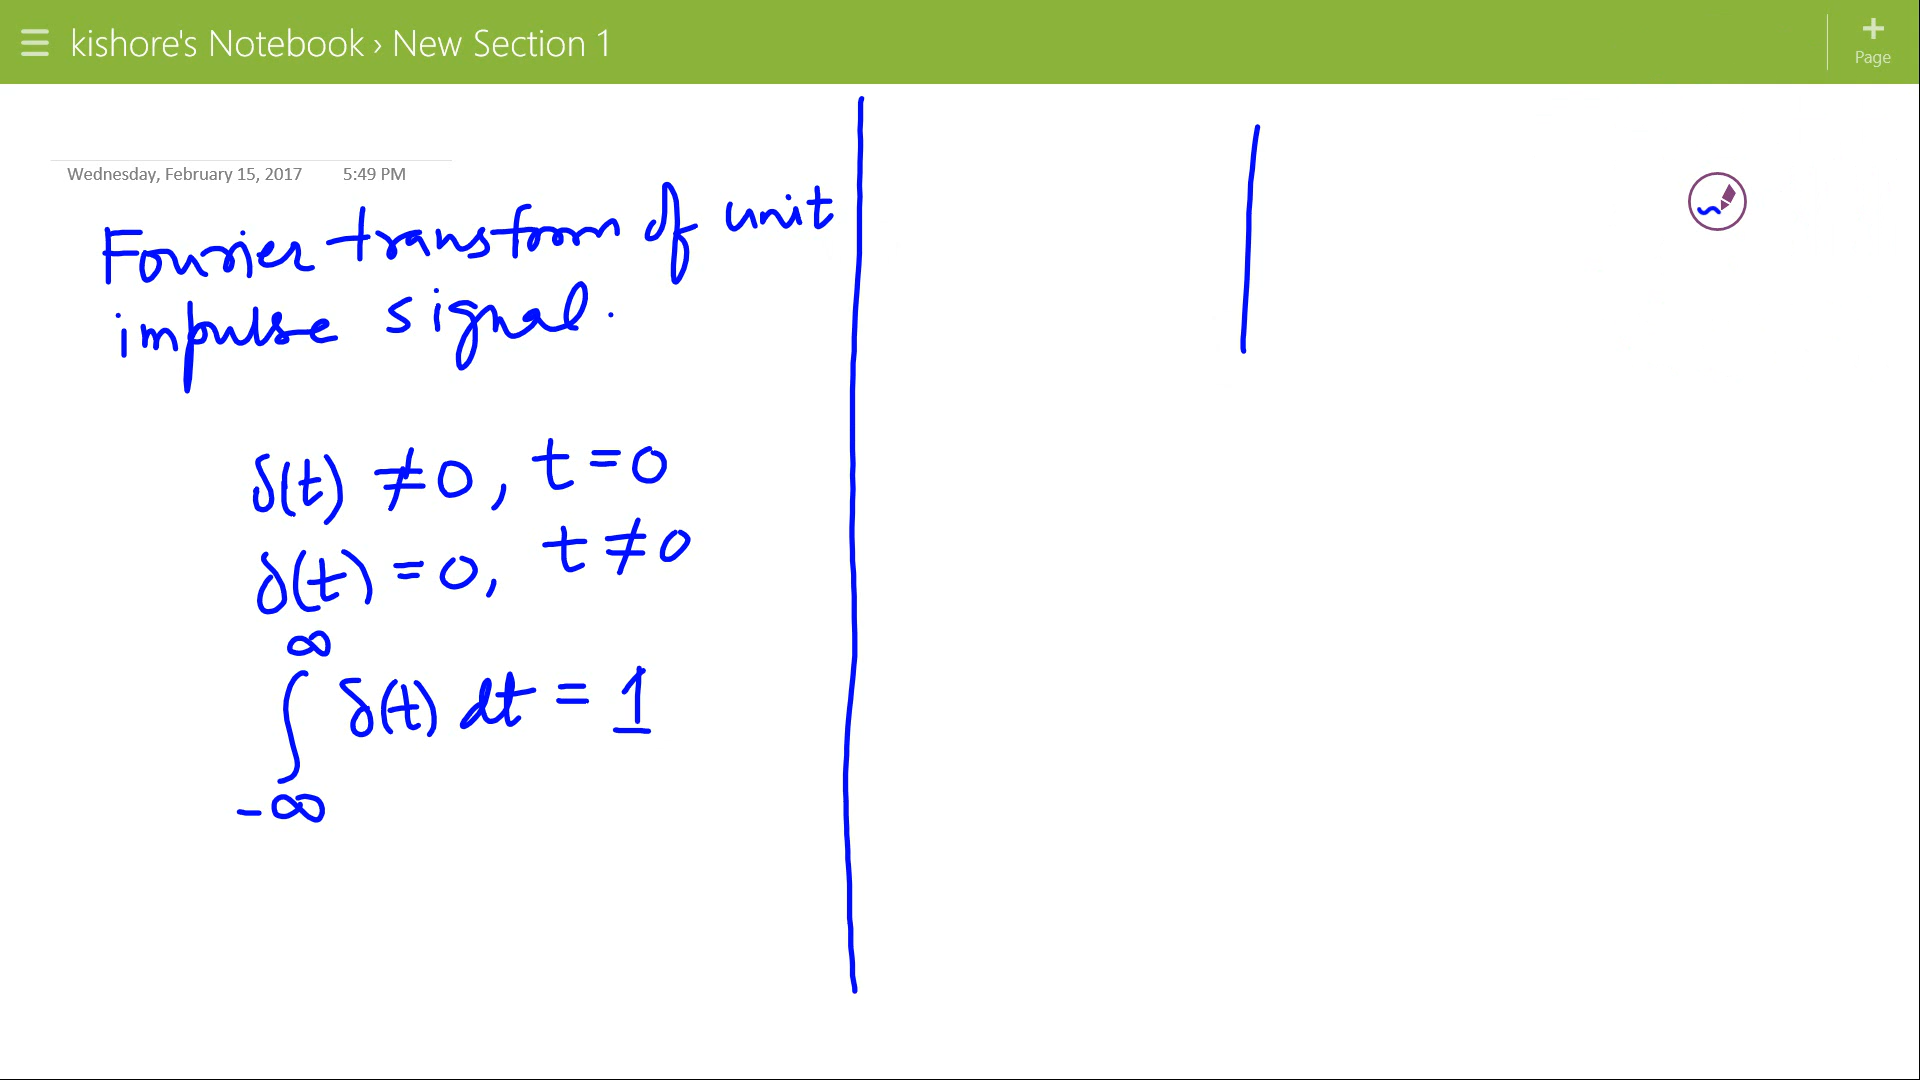 kishore's Notebook › New Section 1
Page
Wednesday, February 15, 2017 5:49 PM
Fourier transform of unit
impulse signal.
δ(t) ≠ 0, t = 0
δ(t) = 0, t ≠ 0
∞
∫ δ(t) dt = 1
-∞